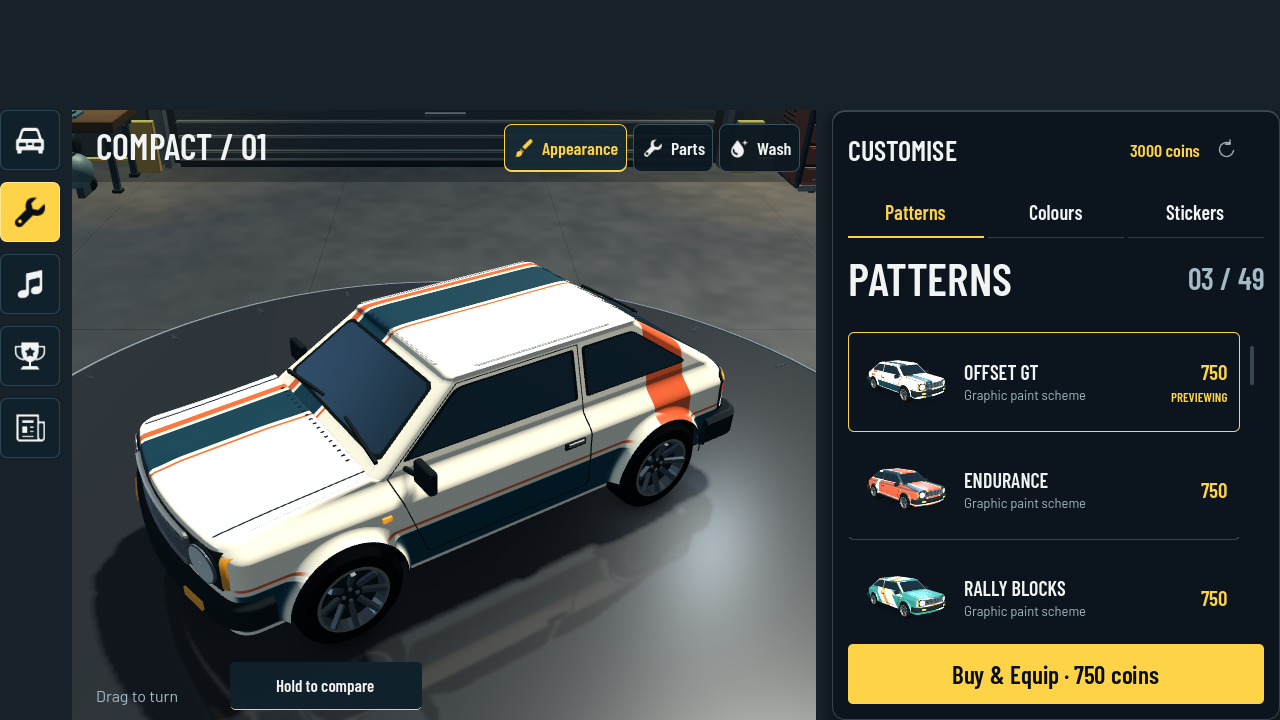 COMPACT / 01
Appearance
Parts
Wash
Hold to compare
Drag to turn
CUSTOMISE
3000 coins
Patterns
Colours
Stickers
PATTERNS
03 / 49
OFFSET GT
Graphic paint scheme
750
PREVIEWING
ENDURANCE
Graphic paint scheme
750
RALLY BLOCKS
Graphic paint scheme
750
Buy & Equip · 750 coins